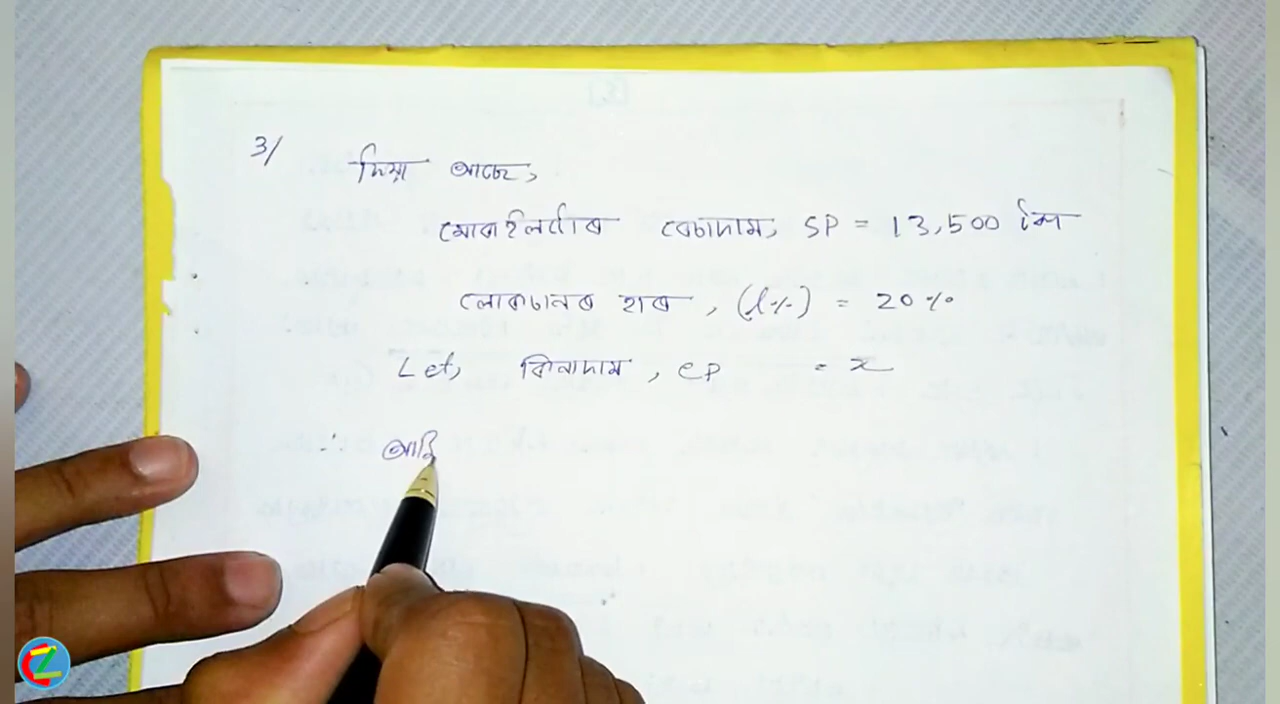 3/ দিয়া আছে,
মোবাইলটোৰ বেচাদাম, SP = 13,500 টকা
লোকচানৰ হাৰ, (l%) = 20%
Let, কিনাদাম, CP = x
∴ আমি